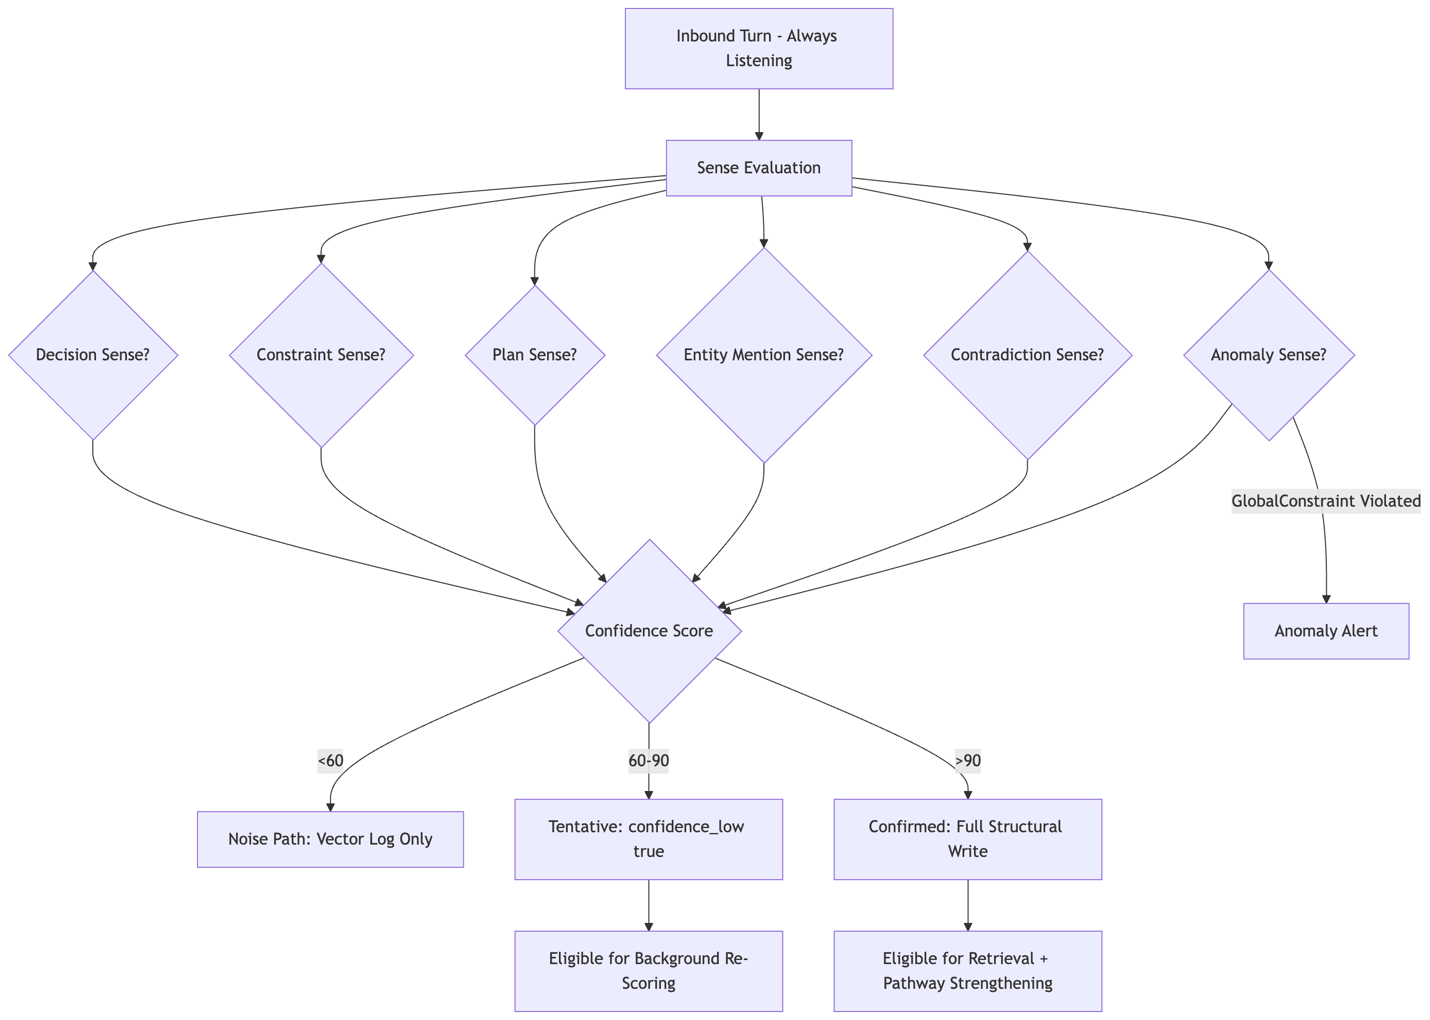 Inbound Turn - Always
Listening
Sense Evaluation
Decision Sense?
Constraint Sense?
Plan Sense?
Entity Mention Sense?
Contradiction Sense?
Anomaly Sense?
GlobalConstraint Violated
Confidence Score
Anomaly Alert
<60
60-90
>90
Noise Path: Vector Log Only
Tentative: confidence_low
true
Confirmed: Full Structural
Write
Eligible for Background Re-
Scoring
Eligible for Retrieval +
Pathway Strengthening